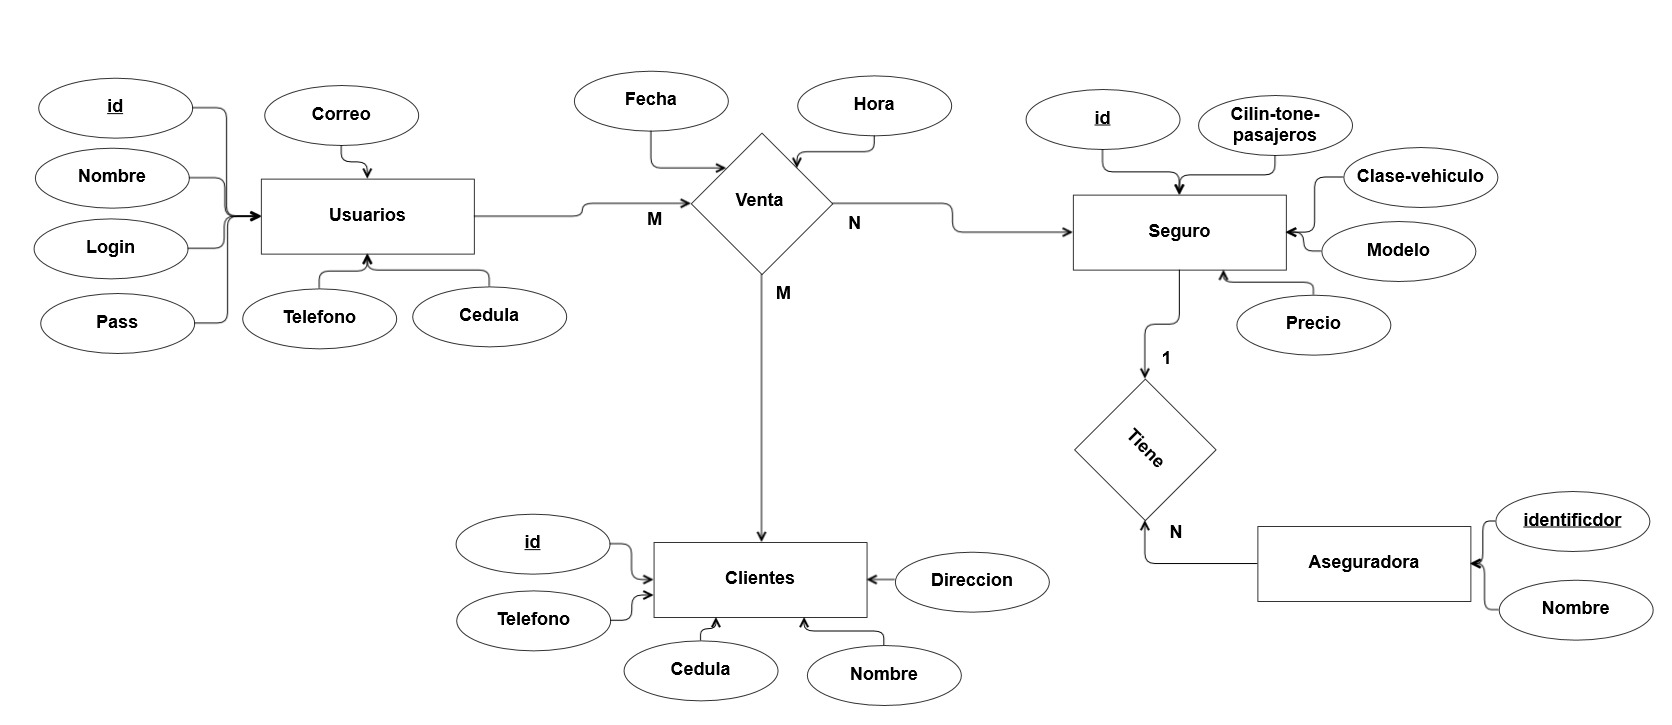 id
Nombre
Login
Pass
Correo
Usuarios
Telefono
Cedula
M
Fecha
Hora
Venta
N
M
id
Cilin-tone-
pasajeros
Clase-vehiculo
Seguro
Modelo
Precio
1
Tiene
N
Aseguradora
identificdor
Nombre
id
Telefono
Clientes
Direccion
Cedula
Nombre